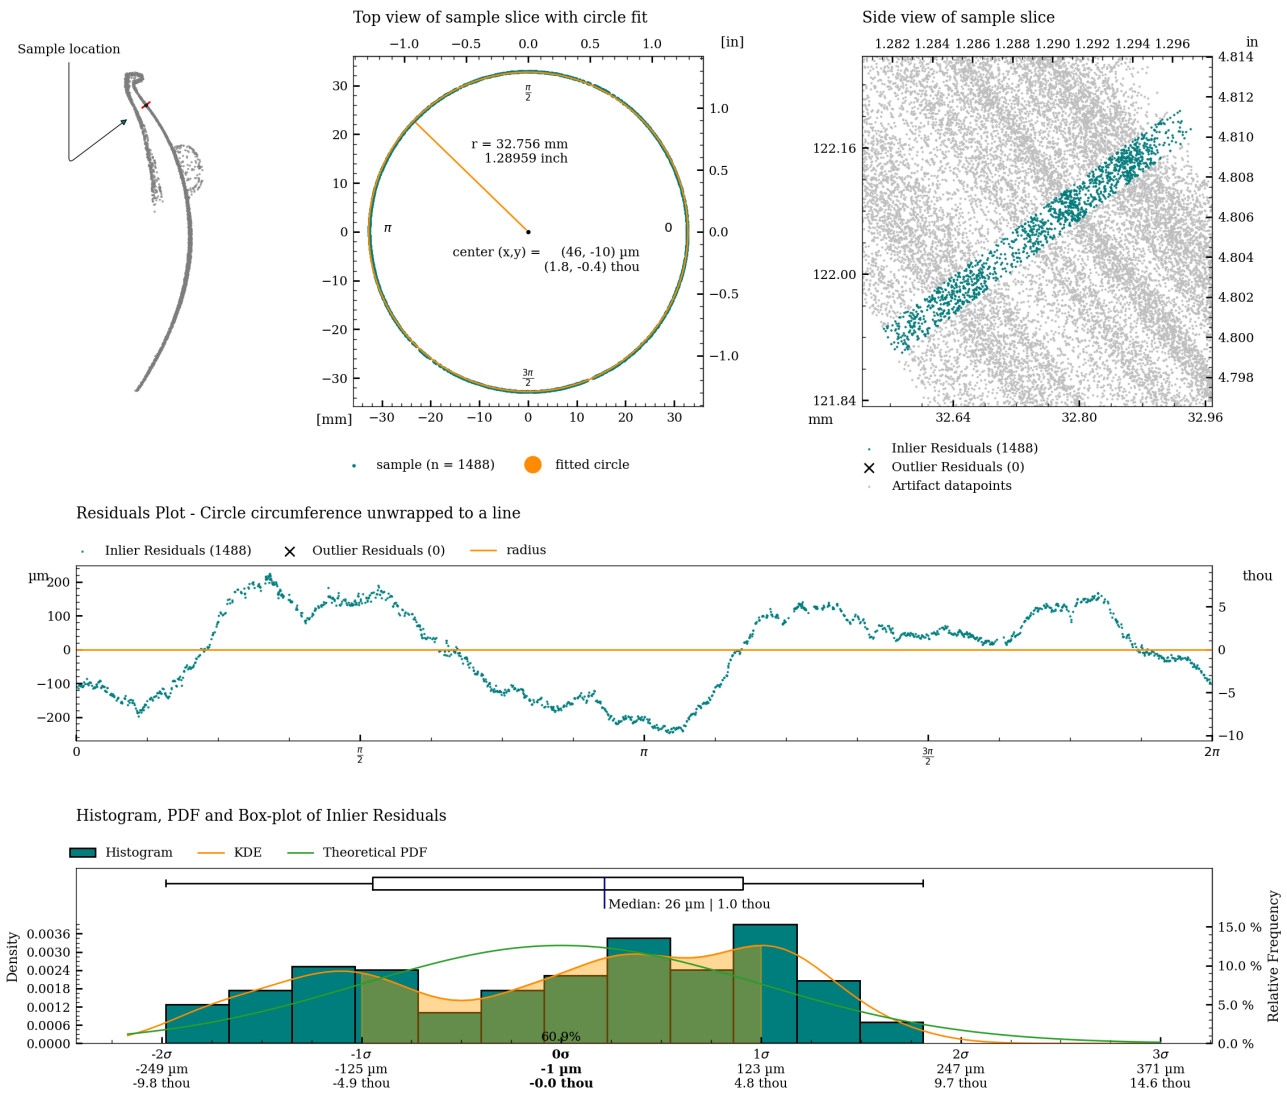 Sample location
Top view of sample slice with circle fit
−1.0 −0.5 0.0 0.5 1.0 [in]
30
20
10
0
−10
−20
−30
1.0
0.5
0.0
−0.5
−1.0
π/2
r = 32.756 mm
1.28959 inch
π
0
center (x,y) = (46, -10) µm
(1.8, -0.4) thou
3π/2
[mm] −30 −20 −10 0 10 20 30
sample (n = 1488) fitted circle
Side view of sample slice
1.282 1.284 1.286 1.288 1.290 1.292 1.294 1.296 in
122.16
122.00
121.84
4.814
4.812
4.810
4.808
4.806
4.804
4.802
4.800
4.798
mm 32.64 32.80 32.96
Inlier Residuals (1488)
Outlier Residuals (0)
Artifact datapoints
Residuals Plot - Circle circumference unwrapped to a line
Inlier Residuals (1488) Outlier Residuals (0) radius
µm
200
100
0
−100
−200
thou
5
0
−5
−10
0 π/2 π 3π/2 2π
Histogram, PDF and Box-plot of Inlier Residuals
Histogram KDE Theoretical PDF
Median: 26 µm | 1.0 thou
Density
0.0036
0.0030
0.0024
0.0018
0.0012
0.0006
0.0000
Relative Frequency
15.0 %
10.0 %
5.0 %
0.0 %
60.9%
-2σ -1σ 0σ 1σ 2σ 3σ
-249 µm -125 µm -1 µm 123 µm 247 µm 371 µm
-9.8 thou -4.9 thou -0.0 thou 4.8 thou 9.7 thou 14.6 thou